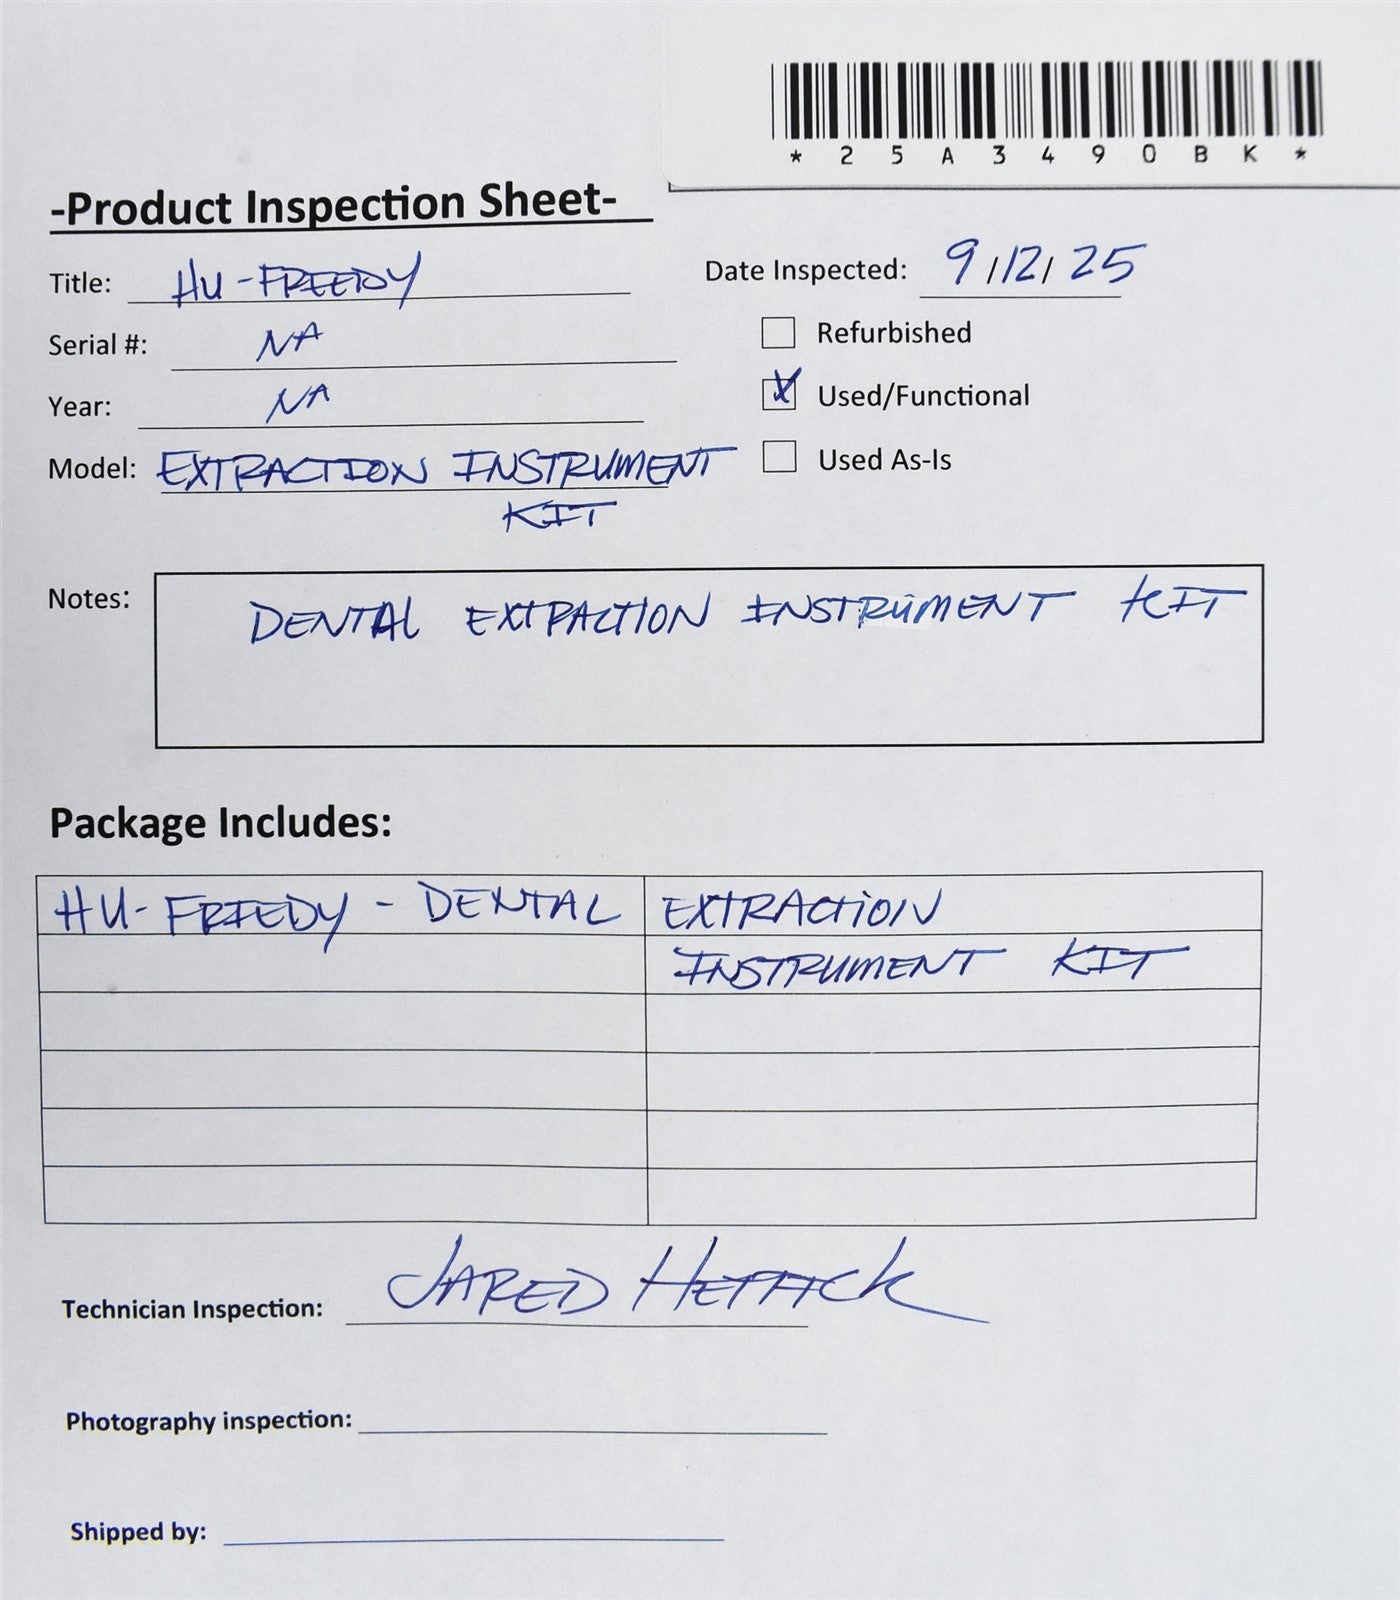 *25A3490BK*
-Product Inspection Sheet-
Title: HU-FREEDY
Date Inspected: 9/12/25
Serial #: NA
Refurbished
Year: NA
Used/Functional
Model: EXTRACTION INSTRUMENT
KIT
Used As-Is
Notes: DENTAL EXTRACTION INSTRUMENT KIT
Package Includes:
HU-FRIEDY - DENTAL EXTRACTION
INSTRUMENT KIT
Technician Inspection: JARED
Photography inspection:
Shipped by: